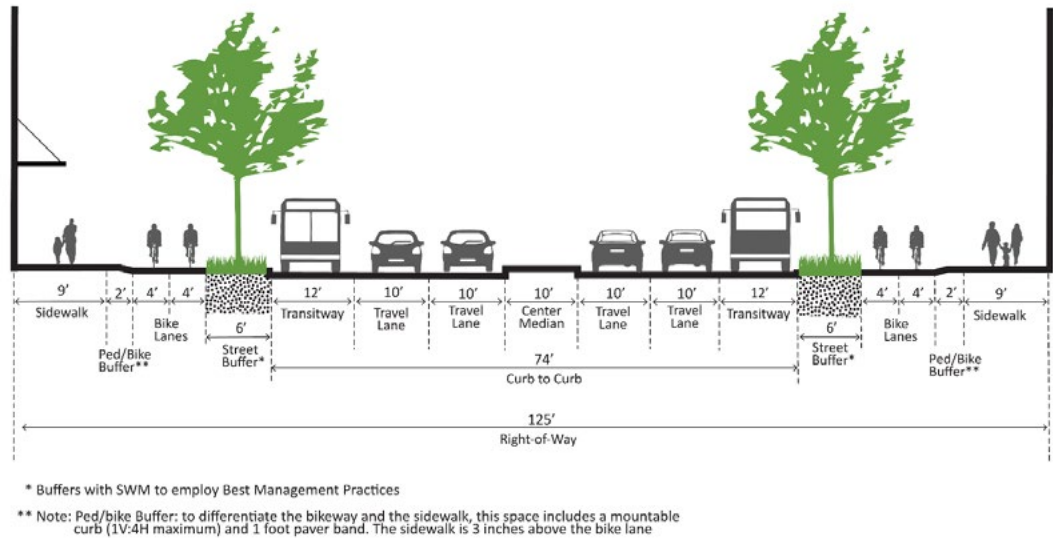 9' 2' 4' 4' 12' 10' 10' 10' 10' 10' 12' 4' 4' 2' 9'
Sidewalk
Bike
Lanes
6'
Transitway
Travel
Lane
Travel
Lane
Center
Median
Travel
Lane
Travel
Lane
Transitway
6'
Bike
Lanes
Sidewalk
Ped/Bike
Buffer**
Street
Buffer*
74'
Curb to Curb
Street
Buffer*
Ped/Bike
Buffer**
125'
Right-of-Way
* Buffers with SWM to employ Best Management Practices
** Note: Ped/bike Buffer: to differentiate the bikeway and the sidewalk, this space includes a mountable
curb (1V:4H maximum) and 1 foot paver band. The sidewalk is 3 inches above the bike lane